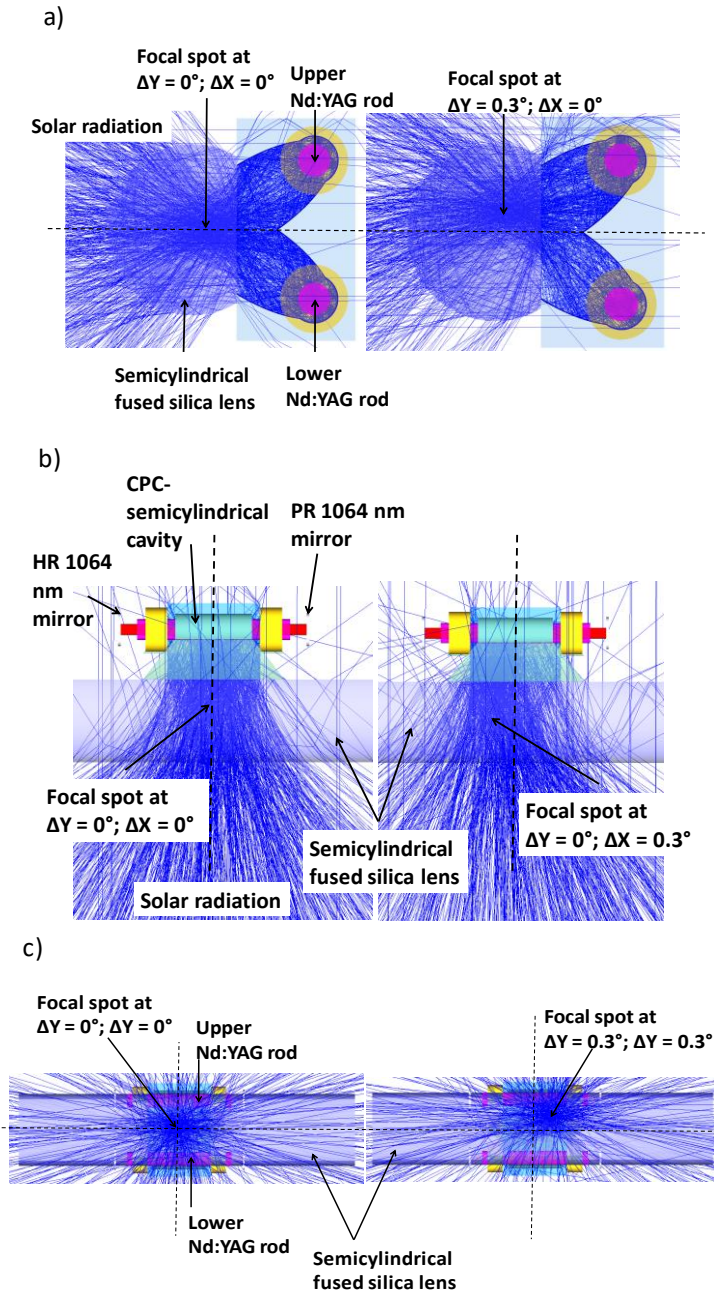 a)
Focal spot at
ΔY = 0°; ΔX = 0°
Upper
Nd:YAG rod
Focal spot at
ΔY = 0.3°; ΔX = 0°
Solar radiation
Semicylindrical
fused silica lens
Lower
Nd:YAG rod
b)
CPC-
semicylindrical
cavity
PR 1064 nm
mirror
HR 1064
nm
mirror
Focal spot at
ΔY = 0°; ΔX = 0°
Focal spot at
ΔY = 0°; ΔX = 0.3°
Semicylindrical
fused silica lens
Solar radiation
c)
Focal spot at
ΔY = 0°; ΔY = 0°
Upper
Nd:YAG rod
Focal spot at
ΔY = 0.3°; ΔY = 0.3°
Lower
Nd:YAG rod
Semicylindrical
fused silica lens